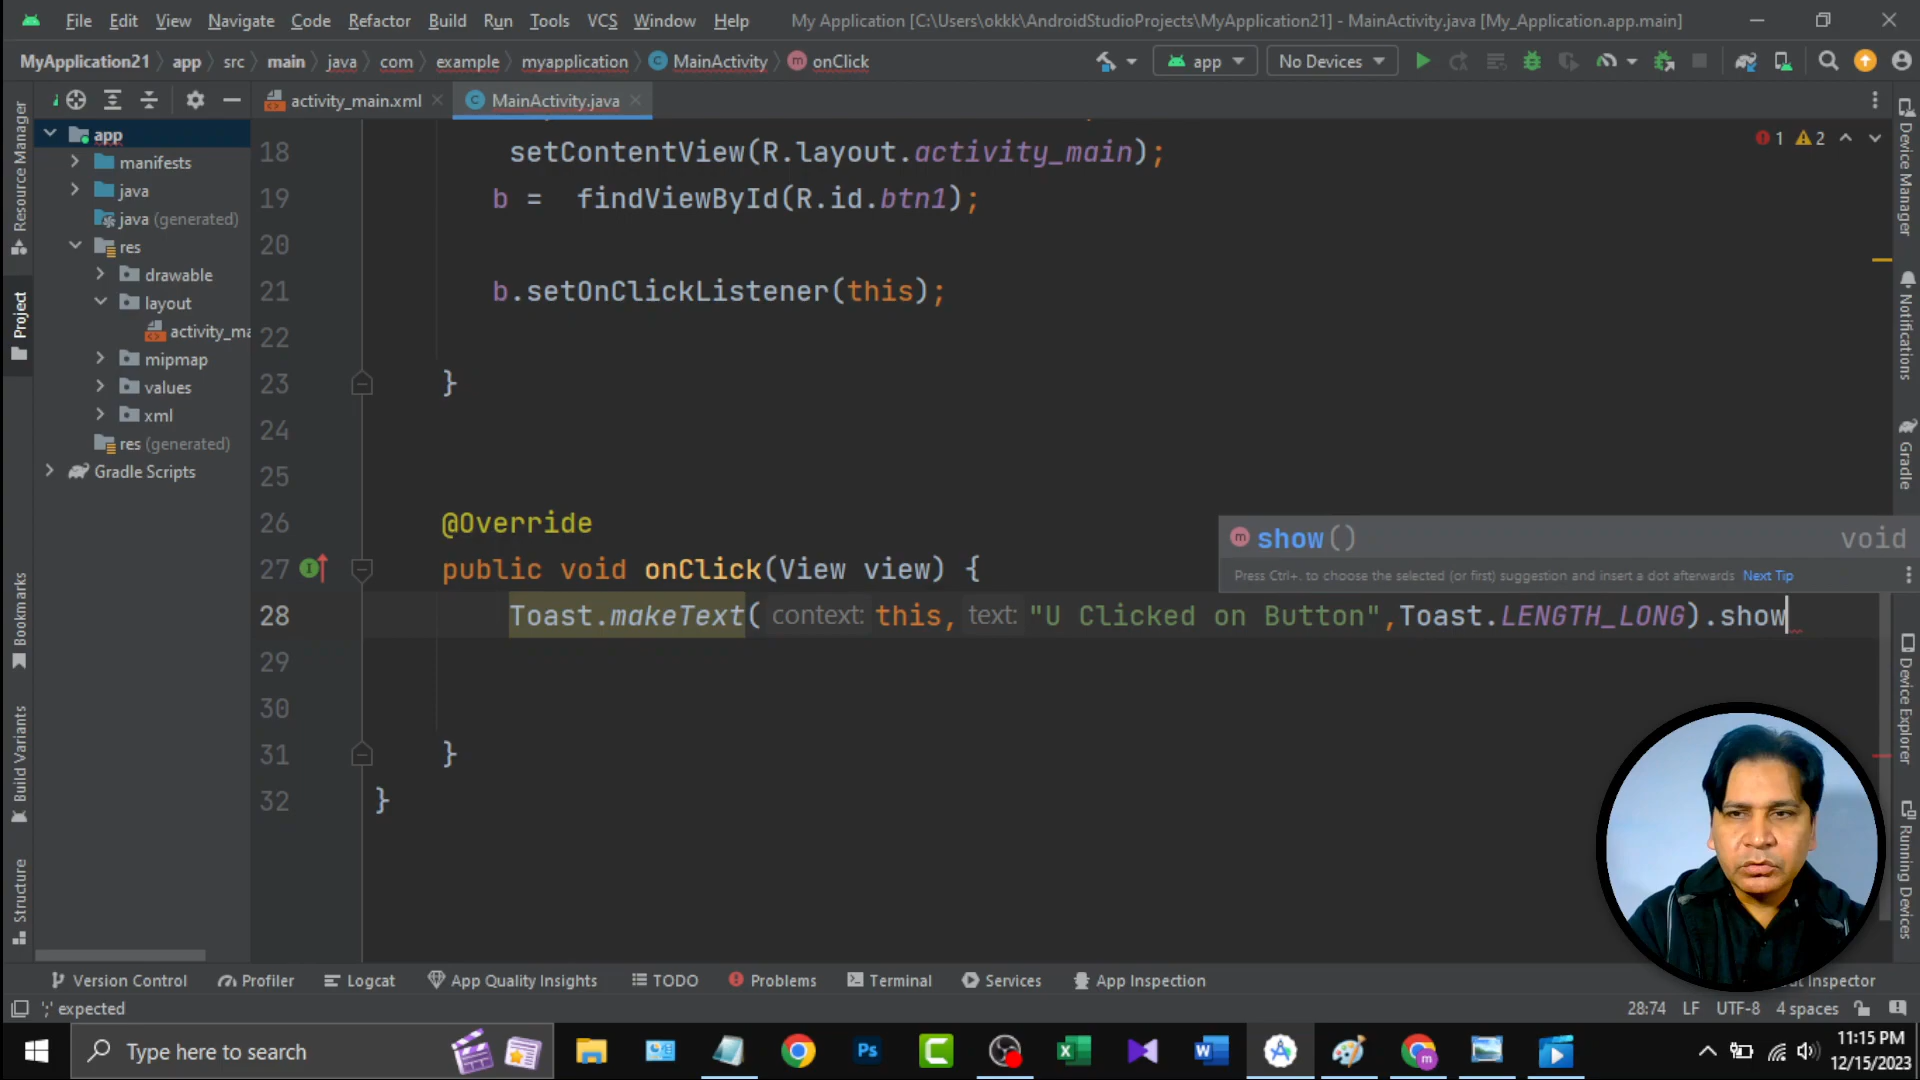 File Edit View Navigate Code Refactor Build Run Tools VCS Window Help My Application [C:\Users\okkk\AndroidStudioProjects\MyApplication21] - MainActivity.java [My_Application.app.main]
MyApplication21 app src main java com example myapplication MainActivity onClick app No Devices
activity_main.xml MainActivity.java
Resource Manager
Project
Bookmarks
Build Variants
Structure
app
manifests
java
java (generated)
res
drawable
layout
activity_ma
mipmap
values
xml
res (generated)
Gradle Scripts
1 2
18 setContentView(R.layout.activity_main);
19 b = findViewById(R.id.btn1);
20
21 b.setOnClickListener(this);
22
23 }
24
25
26 @Override
27 public void onClick(View view) {
28 Toast.makeText( context: this, text: "U Clicked on Button",Toast.LENGTH_LONG).show
29
30
31 }
32 }
show() void
Press Ctrl+. to choose the selected (or first) suggestion and insert a dot afterwards Next Tip
Device Manager
Notifications
Gradle
Device Explorer
Running Devices
Version Control Profiler Logcat App Quality Insights TODO Problems Terminal Services App Inspection Inspector
';' expected 28:74 LF UTF-8 4 spaces
Type here to search
11:15 PM
12/15/2023